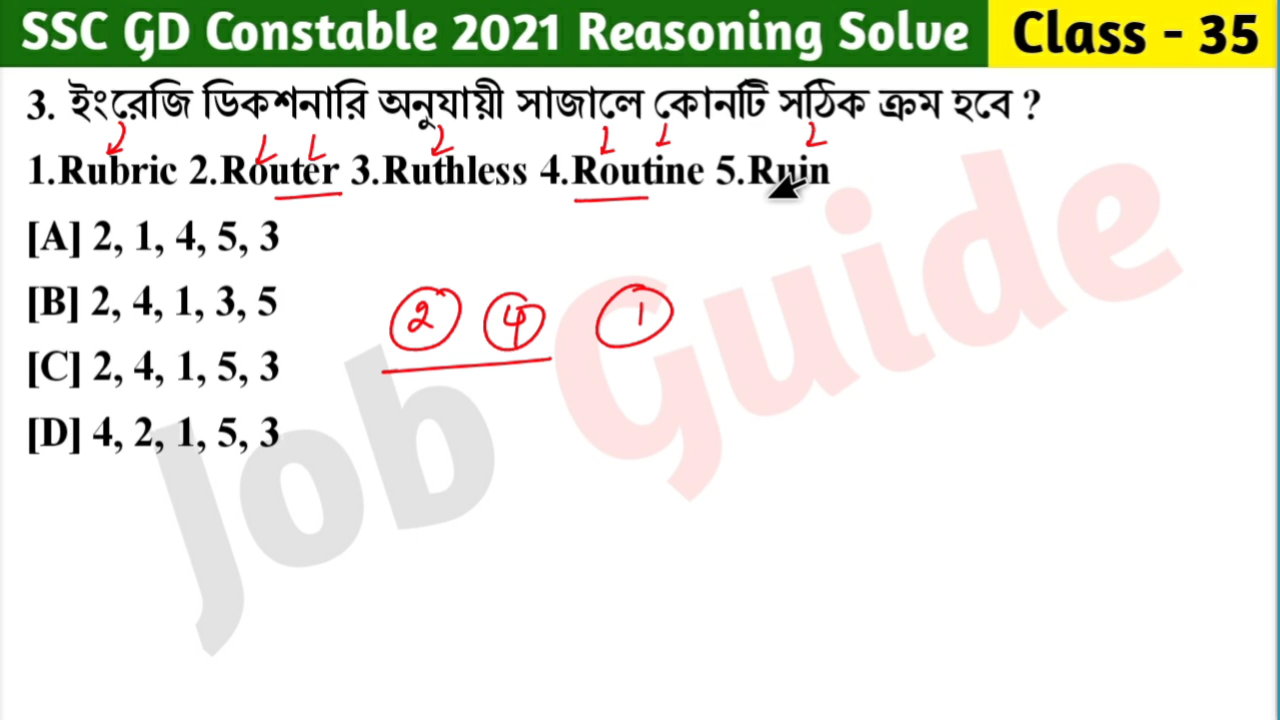 SSC GD Constable 2021 Reasoning Solve Class - 35
3. ইংরেজি ডিকশনারি অনুযায়ী সাজালে কোনটি সঠিক ক্রম হবে ?
1.Rubric 2.Router 3.Ruthless 4.Routine 5.Ruin
[A] 2, 1, 4, 5, 3
[B] 2, 4, 1, 3, 5
[C] 2, 4, 1, 5, 3
[D] 4, 2, 1, 5, 3
2 4 1
Job Guide